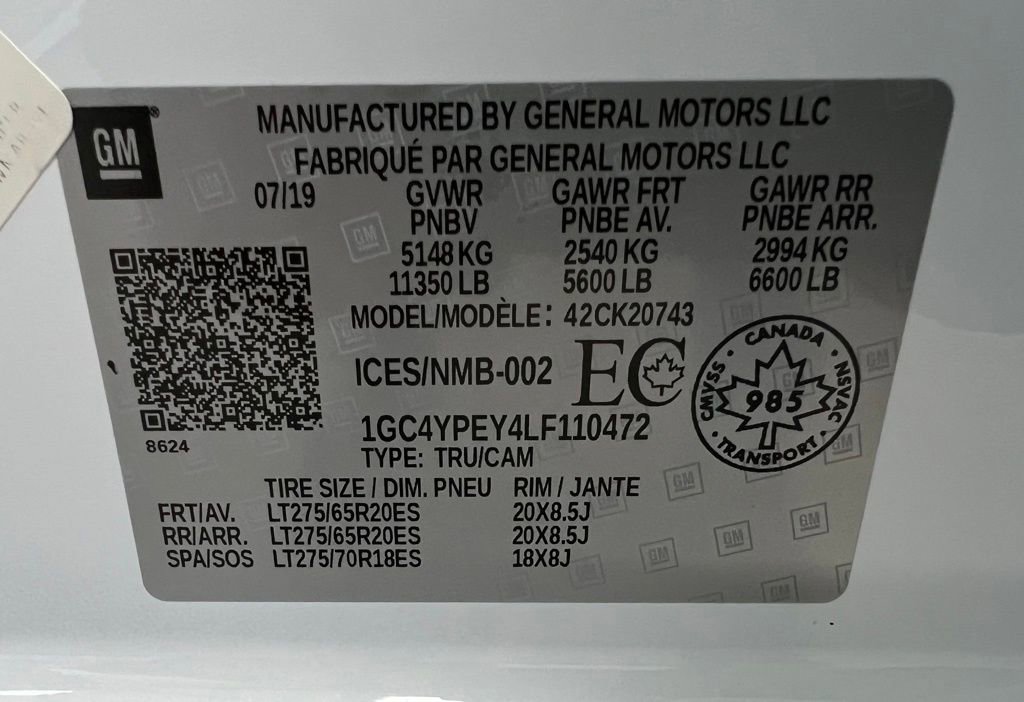 GM
MANUFACTURED BY GENERAL MOTORS LLC
FABRIQUÉ PAR GENERAL MOTORS LLC
07/19 GVWR GAWR FRT GAWR RR
PNBV PNBE AV. PNBE ARR.
5148 KG 2540 KG 2994 KG
11350 LB 5600 LB 6600 LB
MODEL/MODÈLE: 42CK20743
ICES/NMB-002 EC
CANADA
CMVSS 985 NSVAC
TRANSPORT
8624
1GC4YPEY4LF110472
TYPE: TRU/CAM
TIRE SIZE / DIM. PNEU RIM / JANTE
FRT/AV. LT275/65R20ES 20X8.5J
RR/ARR. LT275/65R20ES 20X8.5J
SPA/SOS LT275/70R18ES 18X8J